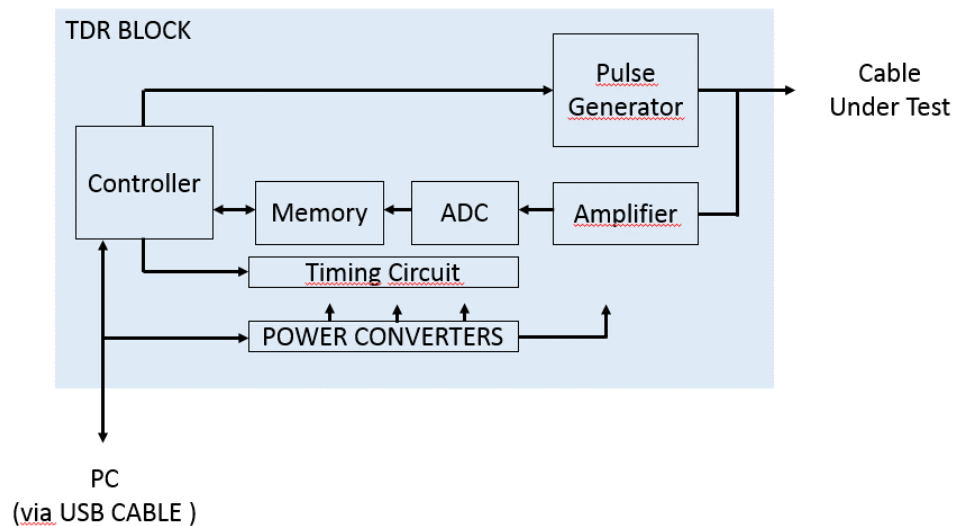 TDR BLOCK
Pulse
Generator
Cable
Under Test
Controller
Memory
ADC
Amplifier
Timing Circuit
POWER CONVERTERS
PC
(via USB CABLE )